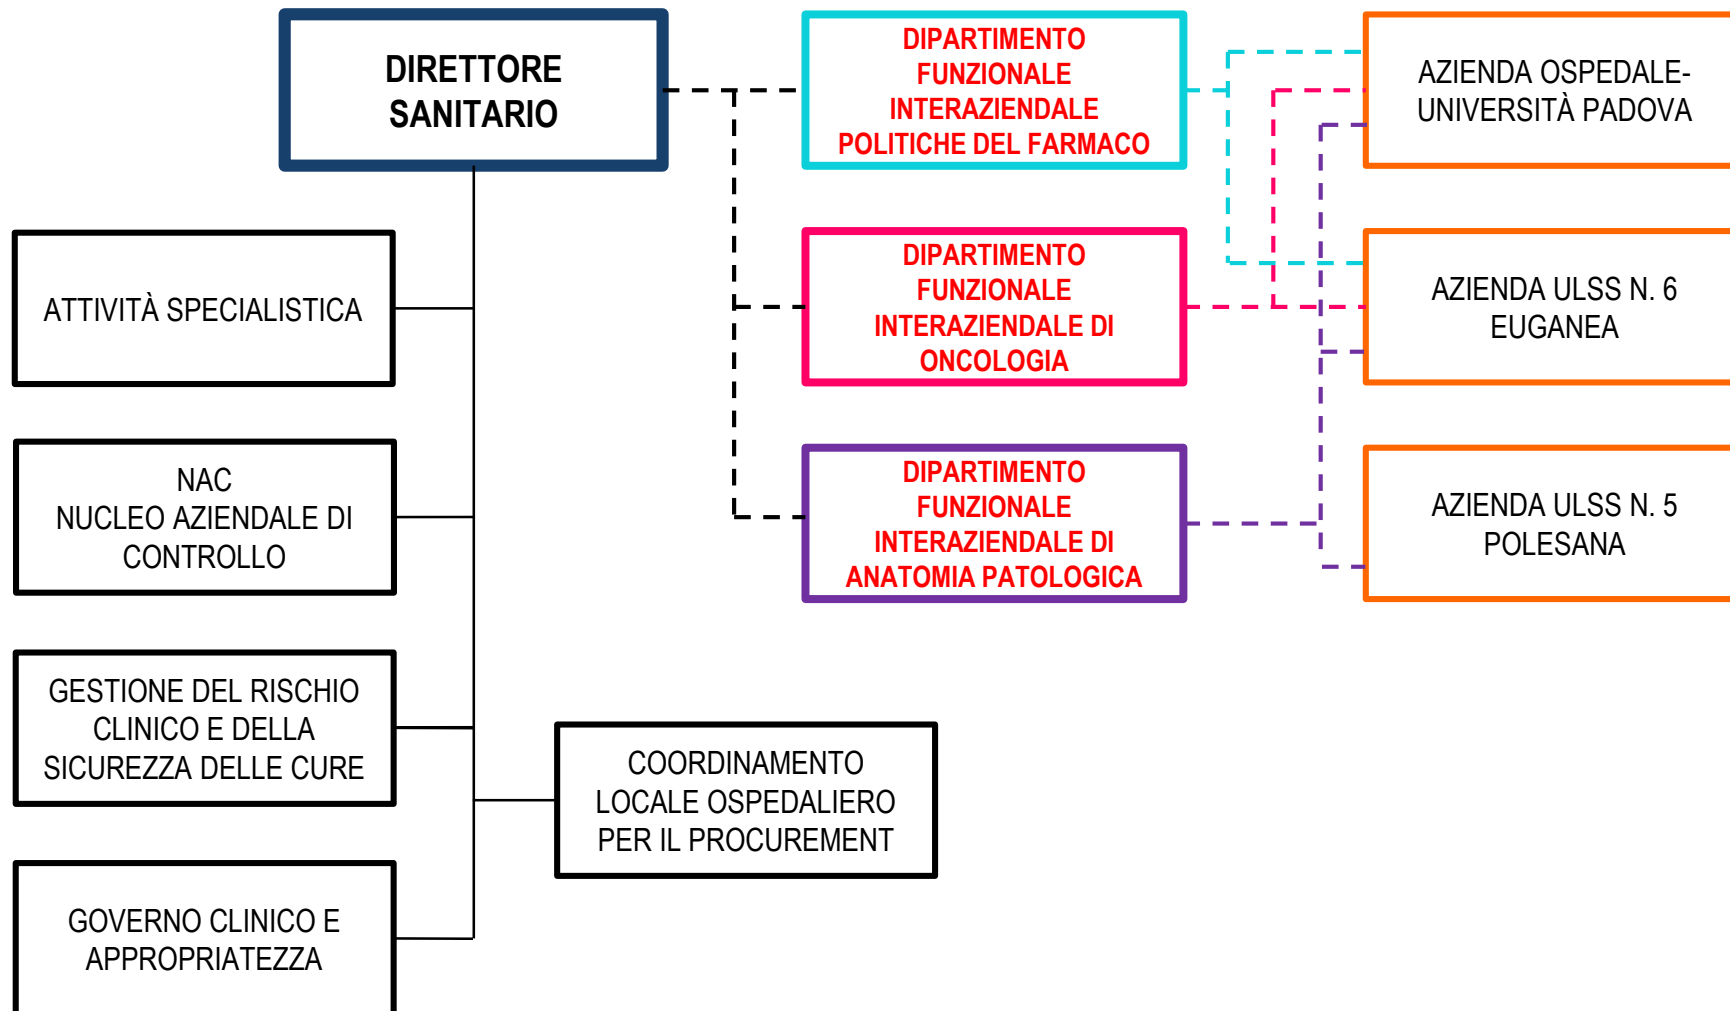 DIRETTORE
SANITARIO
DIPARTIMENTO
FUNZIONALE
INTERAZIENDALE
POLITICHE DEL FARMACO
AZIENDA OSPEDALE-
UNIVERSITÀ PADOVA
ATTIVITÀ SPECIALISTICA
DIPARTIMENTO
FUNZIONALE
INTERAZIENDALE DI
ONCOLOGIA
AZIENDA ULSS N. 6
EUGANEA
NAC
NUCLEO AZIENDALE DI
CONTROLLO
DIPARTIMENTO
FUNZIONALE
INTERAZIENDALE DI
ANATOMIA PATOLOGICA
AZIENDA ULSS N. 5
POLESANA
GESTIONE DEL RISCHIO
CLINICO E DELLA
SICUREZZA DELLE CURE
COORDINAMENTO
LOCALE OSPEDALIERO
PER IL PROCUREMENT
GOVERNO CLINICO E
APPROPRIATEZZA